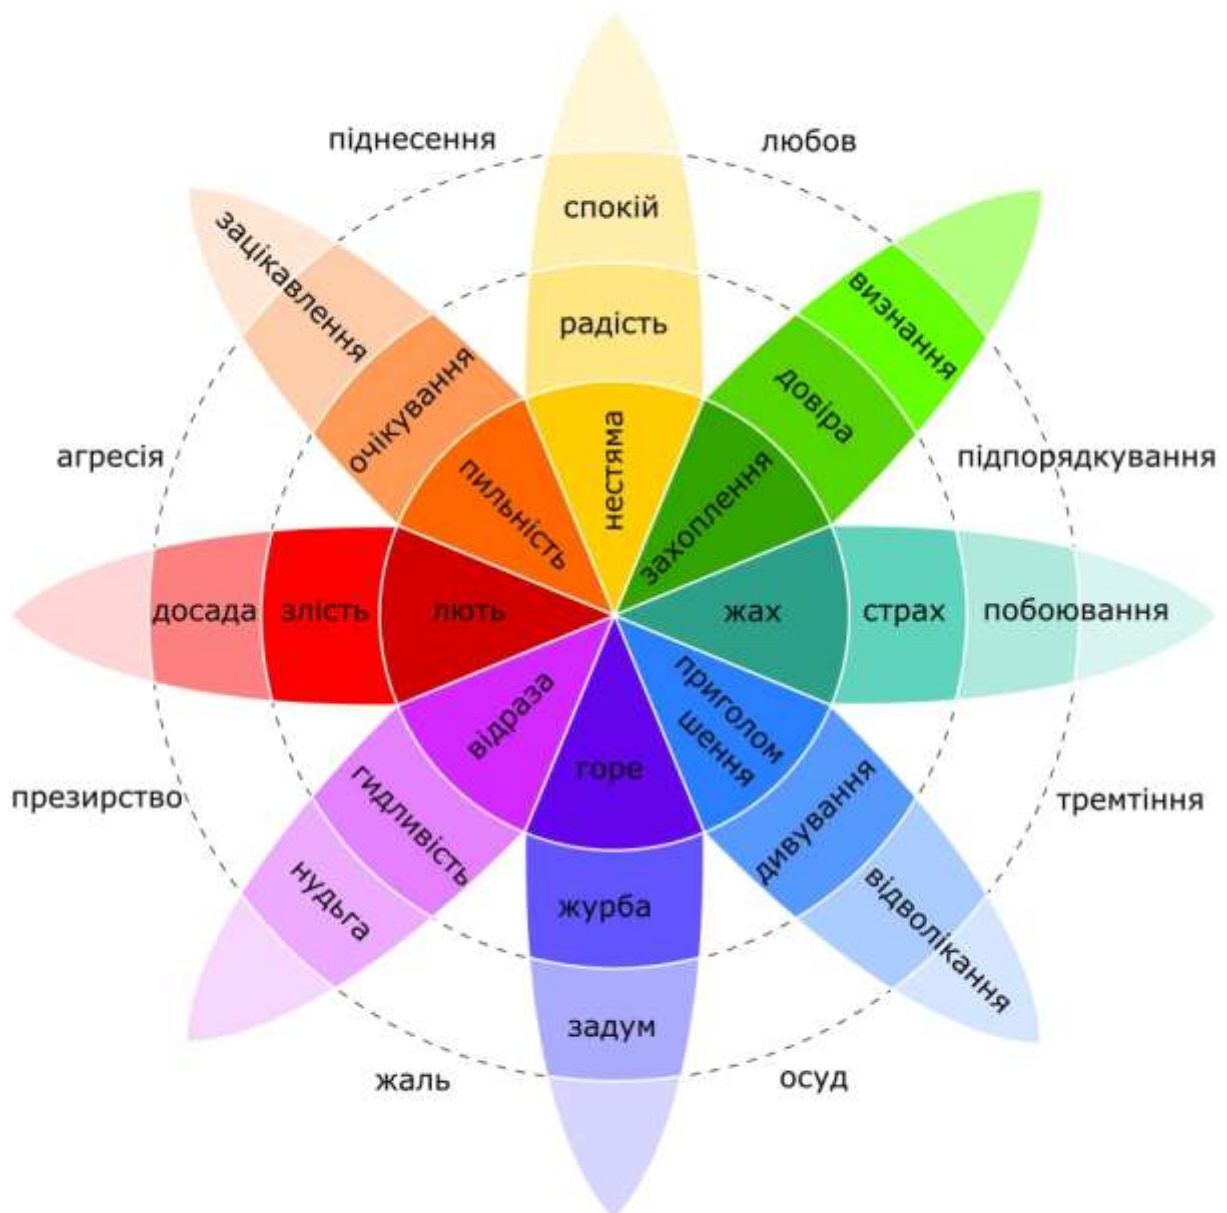 піднесення
любов
спокій
зацікавлення
визнання
радість
очікування
довіра
нестяма
агресія
підпорядкування
пильність
захоплення
досада
злість
лють
жах
страх
побоювання
відраза
приголом
шення
горе
презирство
тремтіння
гидливість
дивування
нудьга
журба
відволікання
задум
жаль
осуд